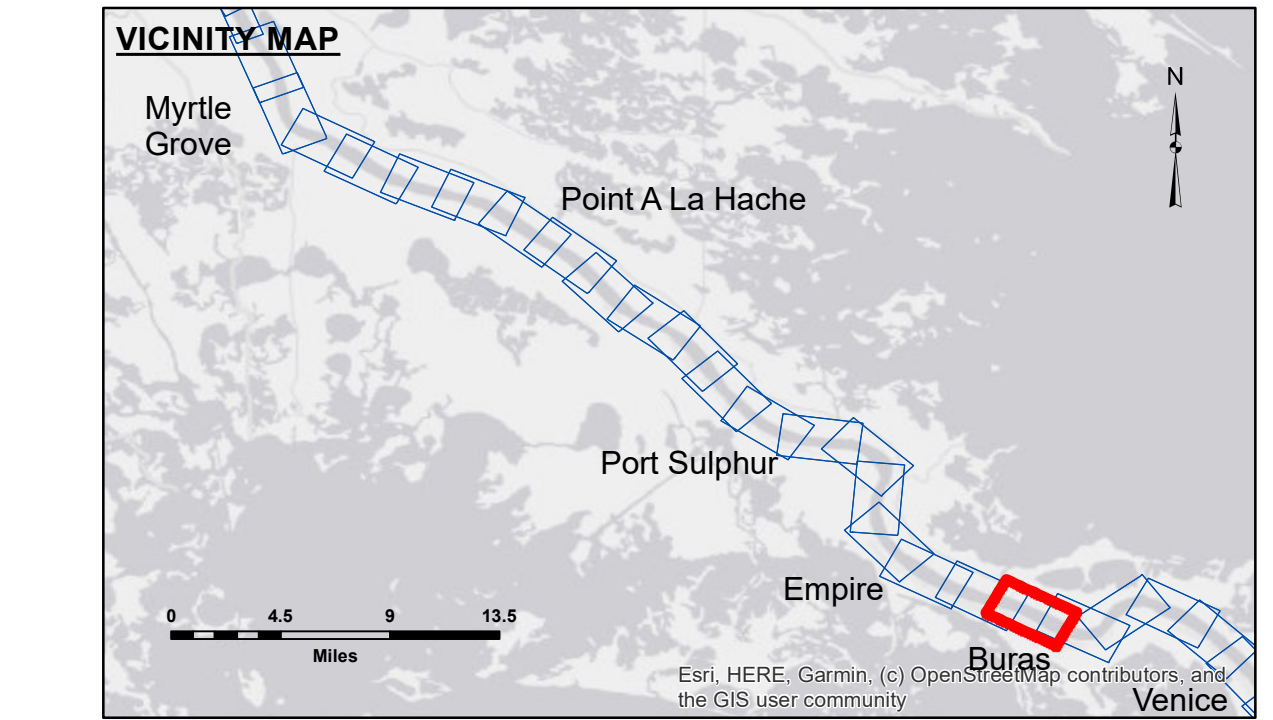 VICINITY MAP
N
Myrtle
Grove
Point A La Hache
Port Sulphur
Empire
0 4.5 9 13.5
Miles
Buras
Esri, HERE, Garmin, (c) OpenStreetMap contributors, and
the GIS user community
Venice